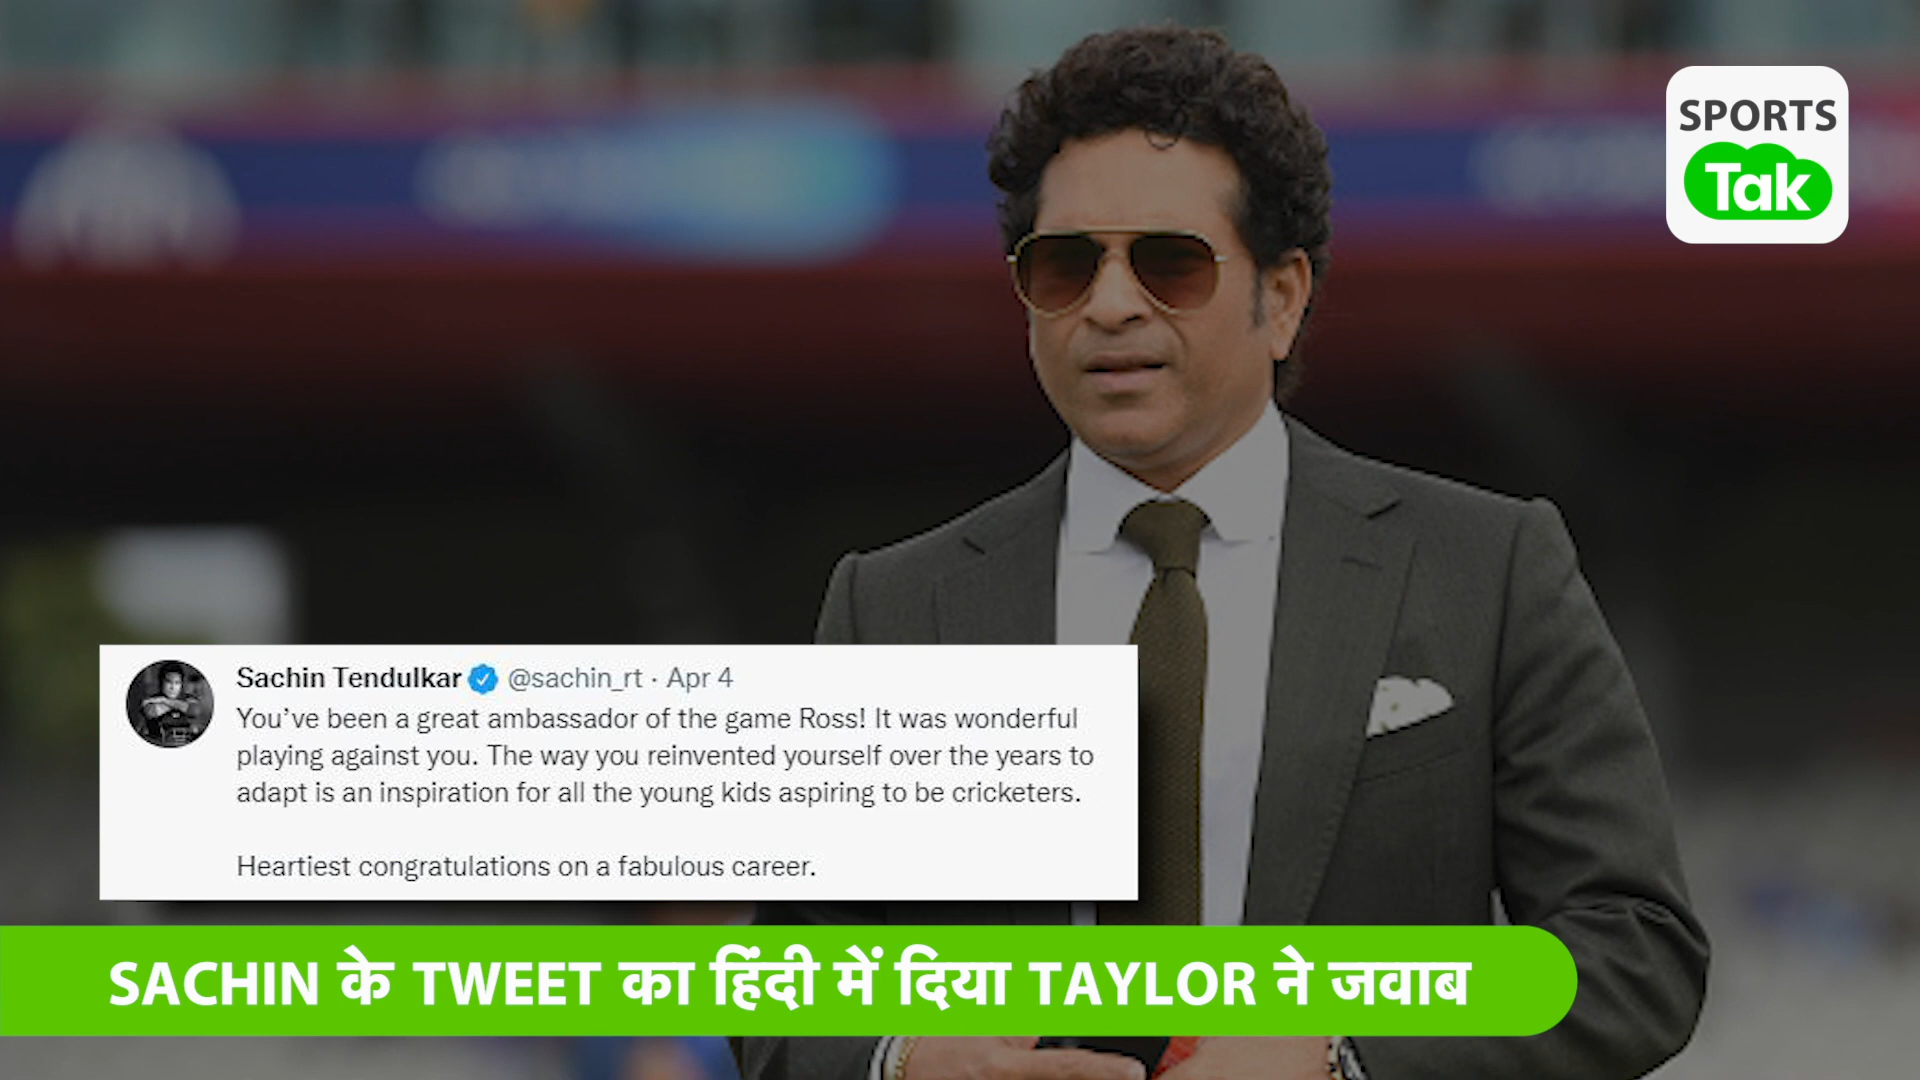 SPORTS
Tak
Sachin Tendulkar @sachin_rt · Apr 4
You’ve been a great ambassador of the game Ross! It was wonderful
playing against you. The way you reinvented yourself over the years to
adapt is an inspiration for all the young kids aspiring to be cricketers.
Heartiest congratulations on a fabulous career.
SACHIN के TWEET का हिंदी में दिया TAYLOR ने जवाब